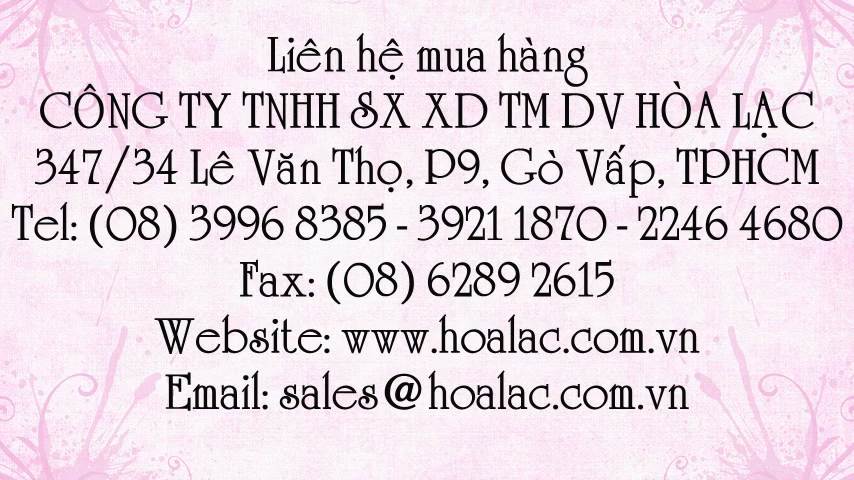 Liên hệ mua hàng
CÔNG TY TNHH SX XD TM DV HÒA LẠC
347/34 Lê Văn Thọ, P9, Gò Vấp, TPHCM
Tel: (08) 3996 8385 - 3921 1870 - 2246 4680
Fax: (08) 6289 2615
Website: www.hoalac.com.vn
Email: sales@hoalac.com.vn